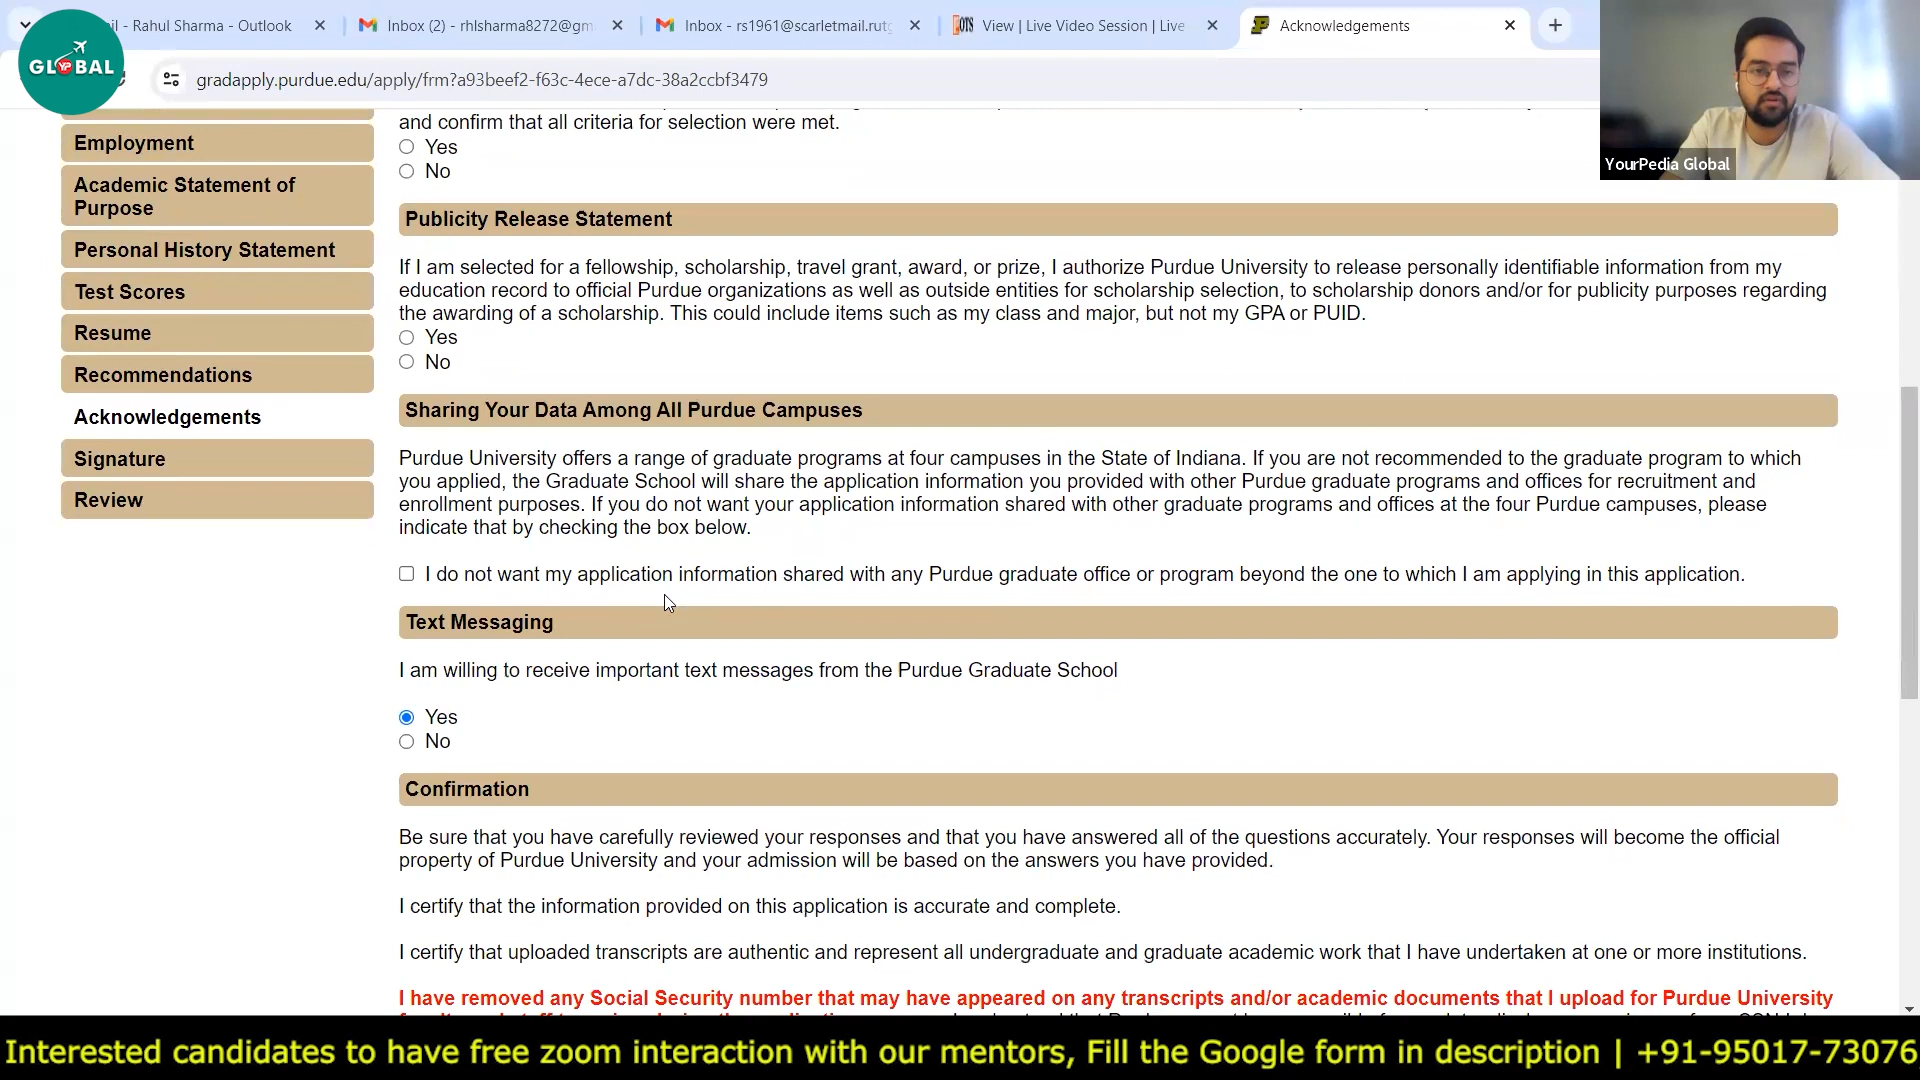 il - Rahul Sharma - Outlook
Inbox (2) - rhlsharma8272@gm
Inbox - rs1961@scarletmail.rutg
View | Live Video Session | Live
Acknowledgements
GLOBAL
YP
gradapply.purdue.edu/apply/frm?a93beef2-f63c-4ece-a7dc-38a2ccbf3479
YourPedia Global
Employment
Academic Statement of
Purpose
Personal History Statement
Test Scores
Resume
Recommendations
Acknowledgements
Signature
Review
and confirm that all criteria for selection were met.
Yes
No
Publicity Release Statement
If I am selected for a fellowship, scholarship, travel grant, award, or prize, I authorize Purdue University to release personally identifiable information from my
education record to official Purdue organizations as well as outside entities for scholarship selection, to scholarship donors and/or for publicity purposes regarding
the awarding of a scholarship. This could include items such as my class and major, but not my GPA or PUID.
Yes
No
Sharing Your Data Among All Purdue Campuses
Purdue University offers a range of graduate programs at four campuses in the State of Indiana. If you are not recommended to the graduate program to which
you applied, the Graduate School will share the application information you provided with other Purdue graduate programs and offices for recruitment and
enrollment purposes. If you do not want your application information shared with other graduate programs and offices at the four Purdue campuses, please
indicate that by checking the box below.
I do not want my application information shared with any Purdue graduate office or program beyond the one to which I am applying in this application.
Text Messaging
I am willing to receive important text messages from the Purdue Graduate School
Yes
No
Confirmation
Be sure that you have carefully reviewed your responses and that you have answered all of the questions accurately. Your responses will become the official
property of Purdue University and your admission will be based on the answers you have provided.
I certify that the information provided on this application is accurate and complete.
I certify that uploaded transcripts are authentic and represent all undergraduate and graduate academic work that I have undertaken at one or more institutions.
I have removed any Social Security number that may have appeared on any transcripts and/or academic documents that I upload for Purdue University
Interested candidates to have free zoom interaction with our mentors, Fill the Google form in description | +91-95017-73076